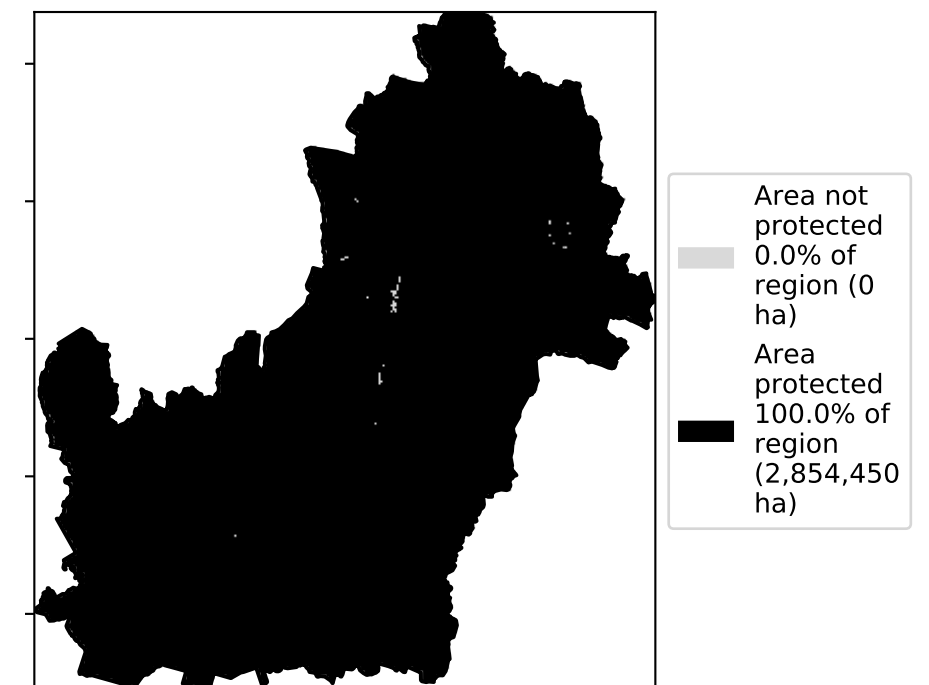 Area not
protected
0.0% of
region (0
ha)
Area
protected
100.0% of
region
(2,854,450
ha)